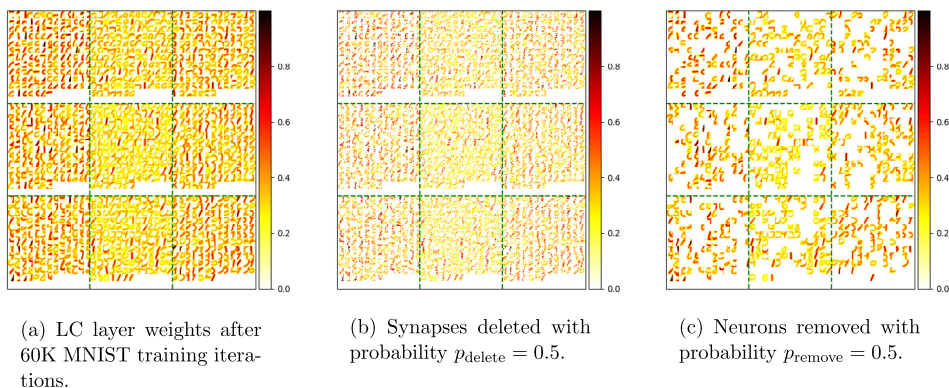 0.8
0.6
0.4
0.2
0.0
0.8
0.6
0.4
0.2
0.0
0.8
0.6
0.4
0.2
0.0
(a) LC layer weights after
60K MNIST training itera-
tions.
(b) Synapses deleted with
probability p_delete = 0.5.
(c) Neurons removed with
probability p_remove = 0.5.